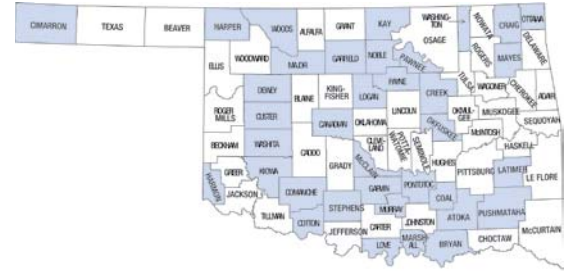 CIMARRON
TEXAS
BEAVER
HARPER
WOODS
ALFALFA
GRANT
KAY
WASHING-
TON
OSAGE
NOWATA
CRAIG
OTTAWA
ELLIS
WOODWARD
MAJOR
GARFIELD
NOBLE
PAWNEE
TULSA
ROGERS
MAYES
DELAWARE
ROGER
MILLS
DEWEY
BLAINE
KING-
FISHER
LOGAN
PAYNE
CREEK
WAGONER
CHEROKEE
ADAIR
CUSTER
CANADIAN
OKLAHOMA
LINCOLN
OKFUSKEE
OKMUL-
GEE
MUSKOGEE
SEQUOYAH
BECKHAM
WASHITA
CADDO
GRADY
CLEVE-
LAND
POTTA-
WATOMIE
SEMINOLE
HUGHES
McINTOSH
HASKELL
HARMON
GREER
KIOWA
McCLAIN
PITTSBURG
LATIMER
LE FLORE
JACKSON
COMANCHE
STEPHENS
GARVIN
PONTOTOC
COAL
TILLMAN
COTTON
MURRAY
JOHNSTON
ATOKA
PUSHMATAHA
JEFFERSON
CARTER
LOVE
MARSH-
ALL
BRYAN
CHOCTAW
McCURTAIN